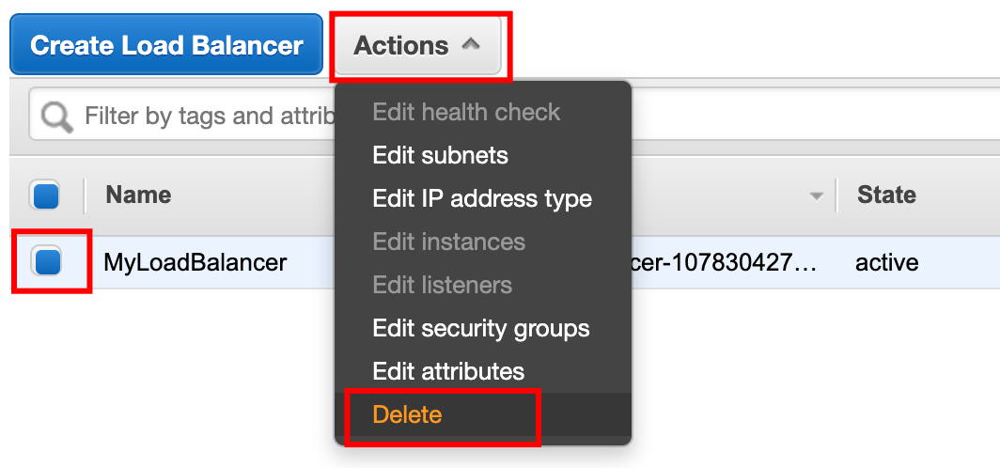 Create Load Balancer
Actions
Filter by tags and attrib
Edit health check
Edit subnets
Edit IP address type
Edit instances
Edit listeners
Edit security groups
Edit attributes
Delete
Name
State
MyLoadBalancer
cer-107830427…
active